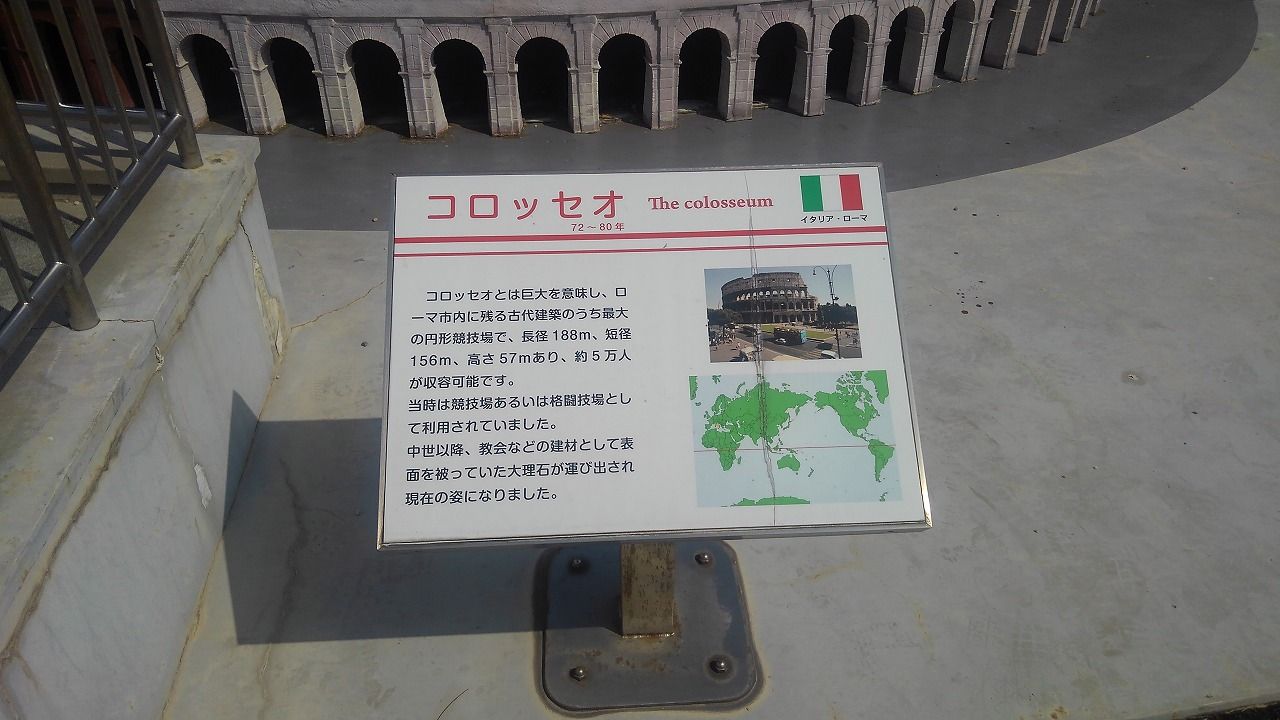 コロッセオ The colosseum
72～80年
イタリア・ローマ
コロッセオとは巨大を意味し、ロ
ーマ市内に残る古代建築のうち最大
の円形競技場で、長径188m、短径
156m、高さ57mあり、約5万人
が収容可能です。
当時は競技場あるいは格闘技場とし
て利用されていました。
中世以降、教会などの建材として表
面を被っていた大理石が運び出され
現在の姿になりました。